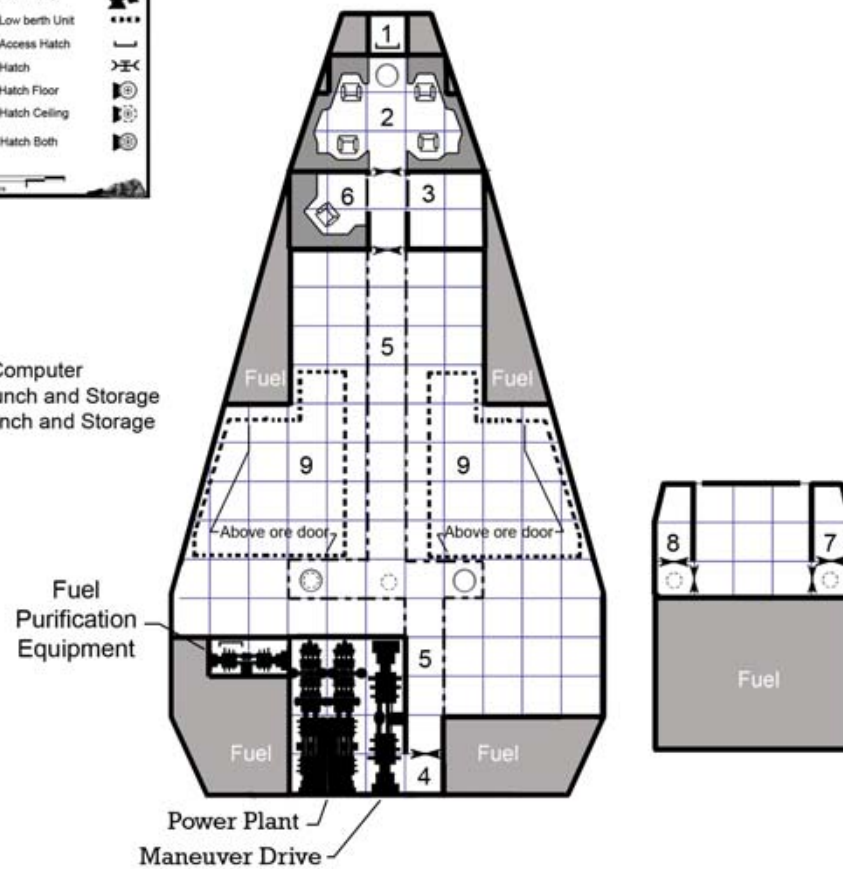 Low berth Unit
Access Hatch
Hatch
Hatch Floor
Hatch Ceiling
Hatch Both
1
2
6 3
Computer
unch and Storage
nch and Storage
5
Fuel Fuel
9 9
Above ore door Above ore door
8 7
Fuel
Purification
Equipment
5
Fuel
Fuel Fuel
4
Power Plant
Maneuver Drive